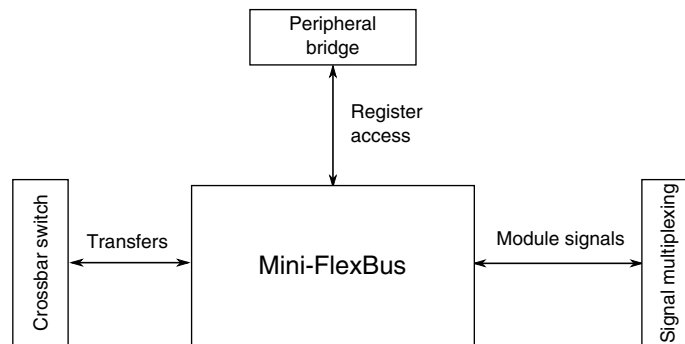 Peripheral
bridge
Register
access
Crossbar switch
Transfers
Mini-FlexBus
Module signals
Signal multiplexing